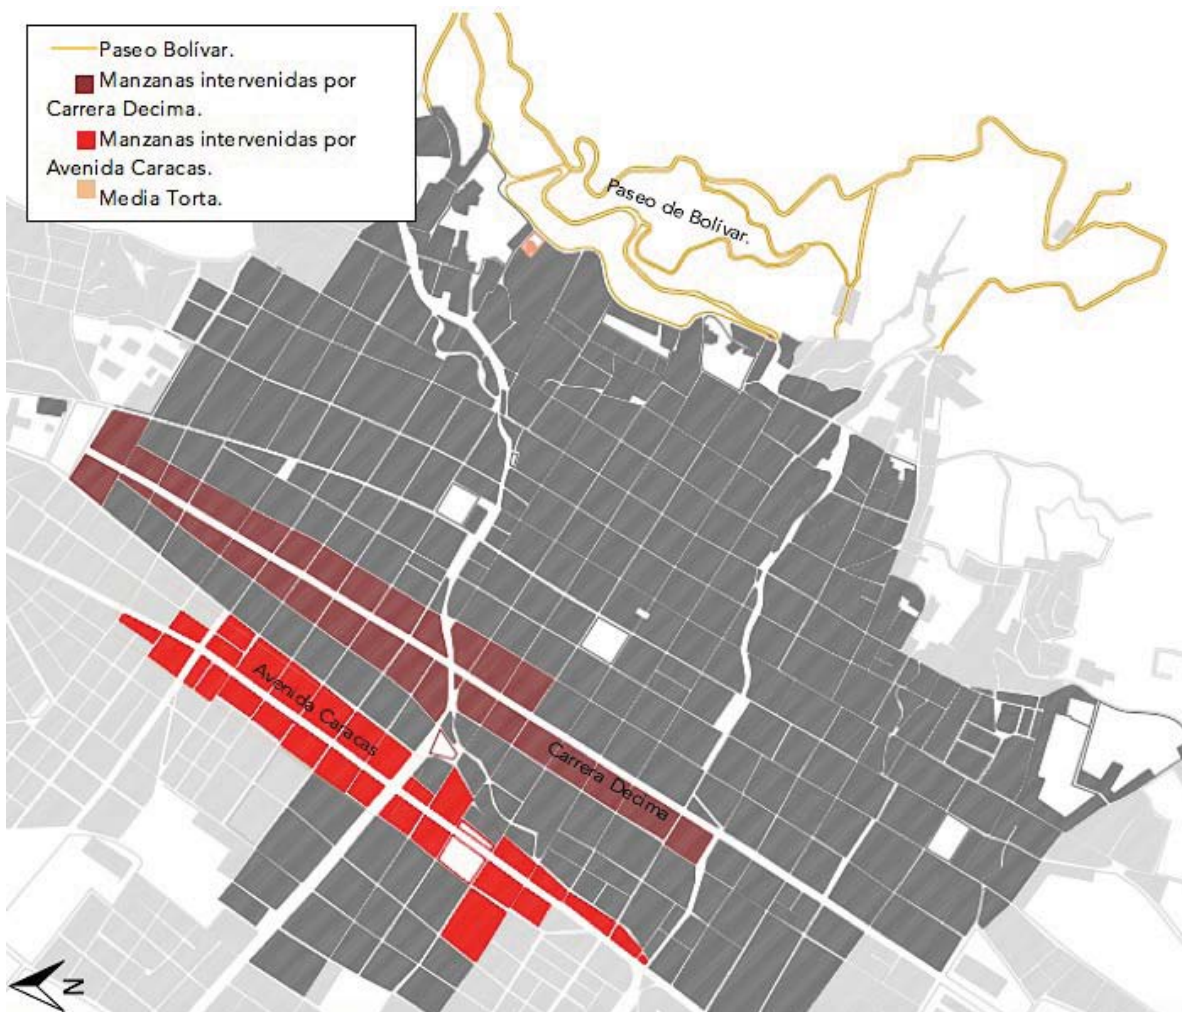 Paseo Bolívar.
Manzanas intervenidas por
Carrera Decima.
Manzanas intervenidas por
Avenida Caracas.
Media Torta.
Paseo de Bolívar.
Avenida Caracas
Carrera Decima
N